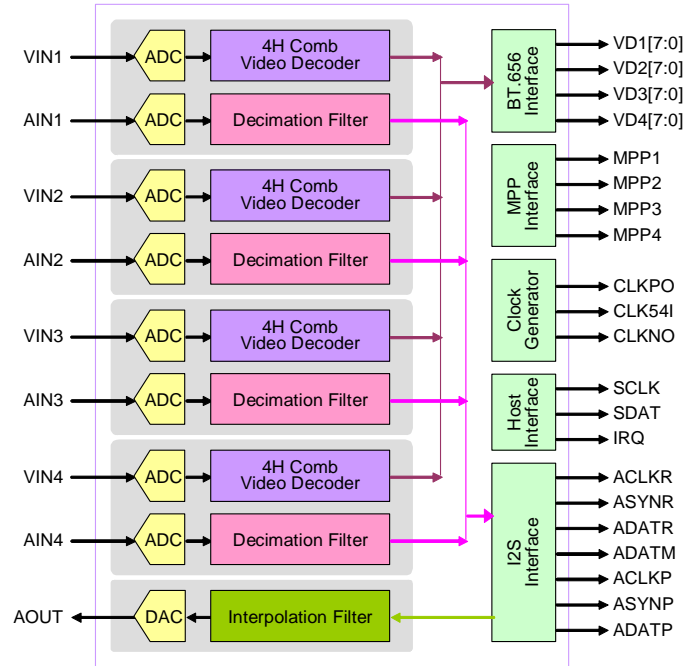 VIN1
ADC
4H Comb
Video Decoder
AIN1
ADC
Decimation Filter
VIN2
ADC
4H Comb
Video Decoder
AIN2
ADC
Decimation Filter
VIN3
ADC
4H Comb
Video Decoder
AIN3
ADC
Decimation Filter
VIN4
ADC
4H Comb
Video Decoder
AIN4
ADC
Decimation Filter
AOUT
DAC
Interpolation Filter
BT.656
Interface
VD1[7:0]
VD2[7:0]
VD3[7:0]
VD4[7:0]
MPP
Interface
MPP1
MPP2
MPP3
MPP4
Clock
Generator
CLKPO
CLK54I
CLKNO
Host
Interface
SCLK
SDAT
IRQ
I2S
Interface
ACLKR
ASYNR
ADATR
ADATM
ACLKP
ASYNP
ADATP